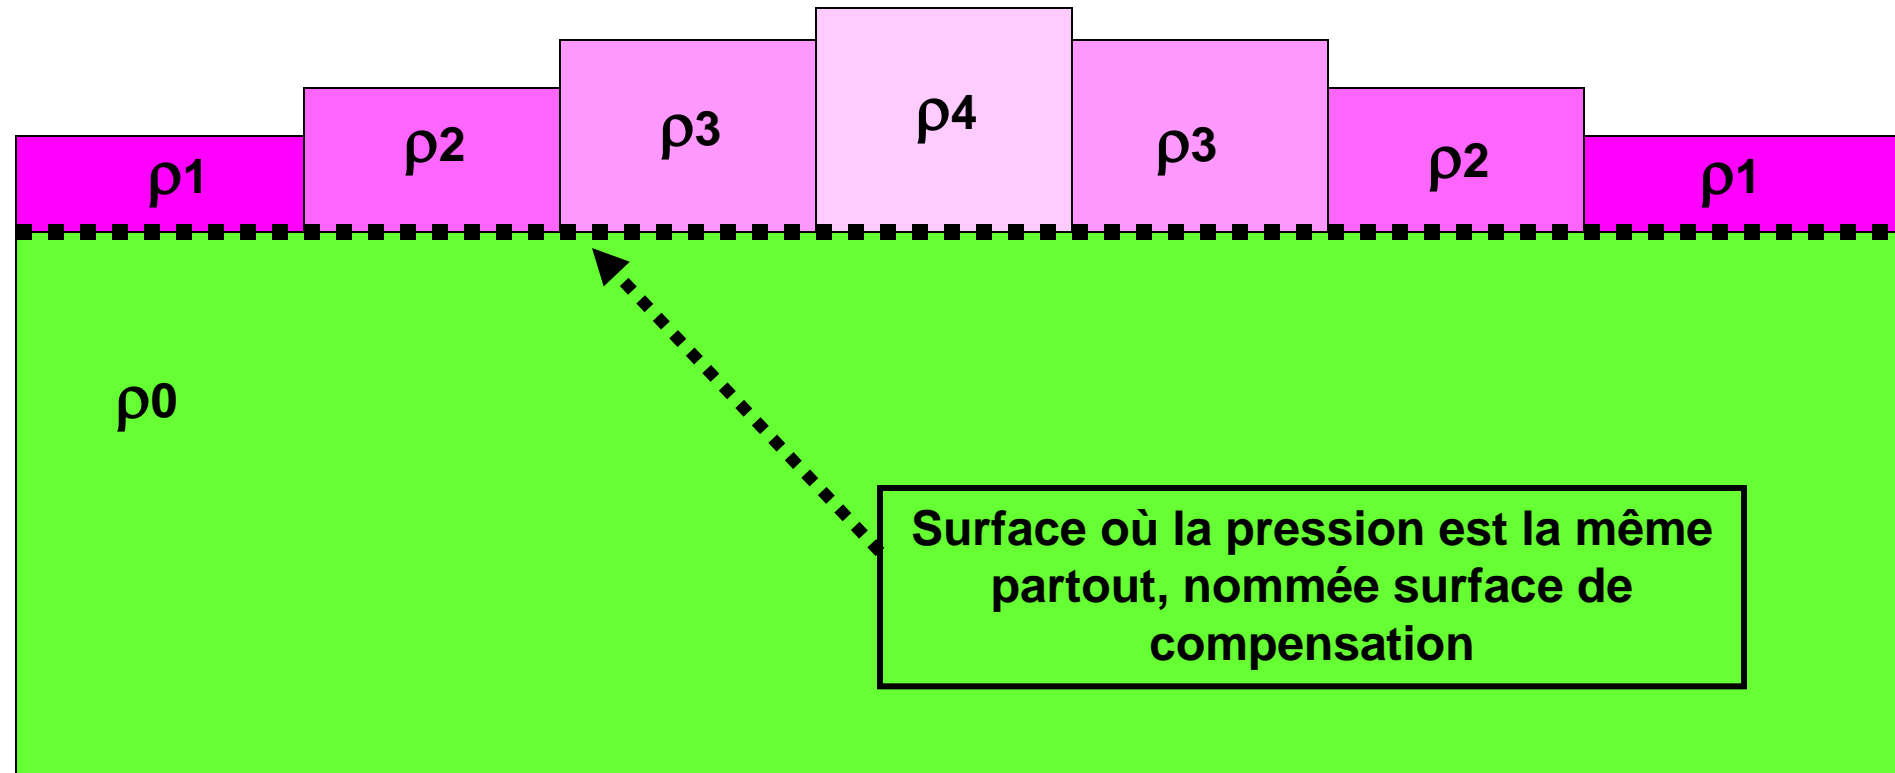 ρ1
ρ2
ρ3
ρ4
ρ3
ρ2
ρ1
ρ0
Surface où la pression est la même
partout, nommée surface de
compensation